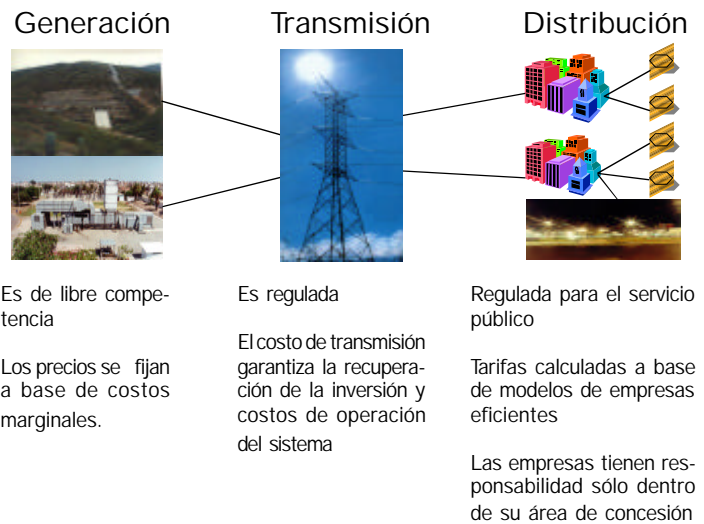 Generación
Transmisión
Distribución
Es de libre compe-
tencia
Los precios se fijan
a base de costos
marginales.
Es regulada
El costo de transmisión
garantiza la recupera-
ción de la inversión y
costos de operación
del sistema
Regulada para el servicio
público
Tarifas calculadas a base
de modelos de empresas
eficientes
Las empresas tienen res-
ponsabilidad sólo dentro
de su área de concesión